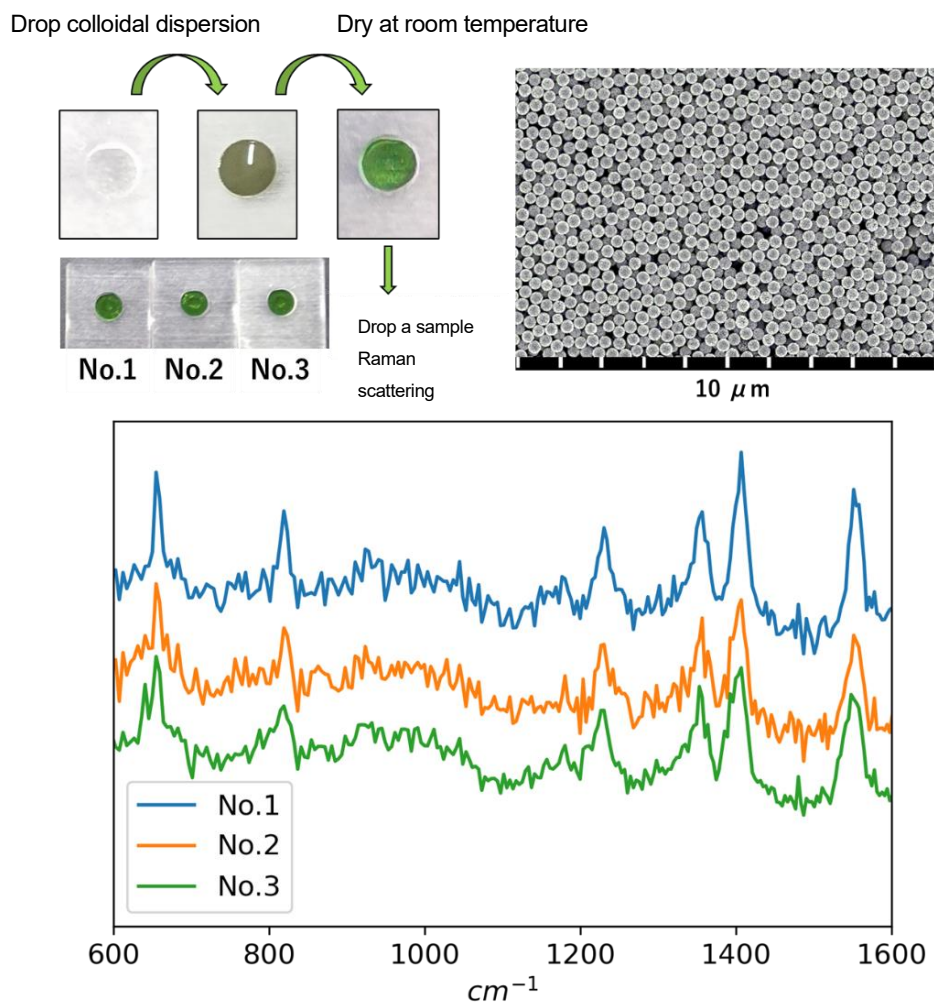 Drop colloidal dispersion
Dry at room temperature
No.1
No.2
No.3
Drop a sample
Raman
scattering
10 μm
No.1
No.2
No.3
600
800
1000
1200
1400
1600
cm⁻¹